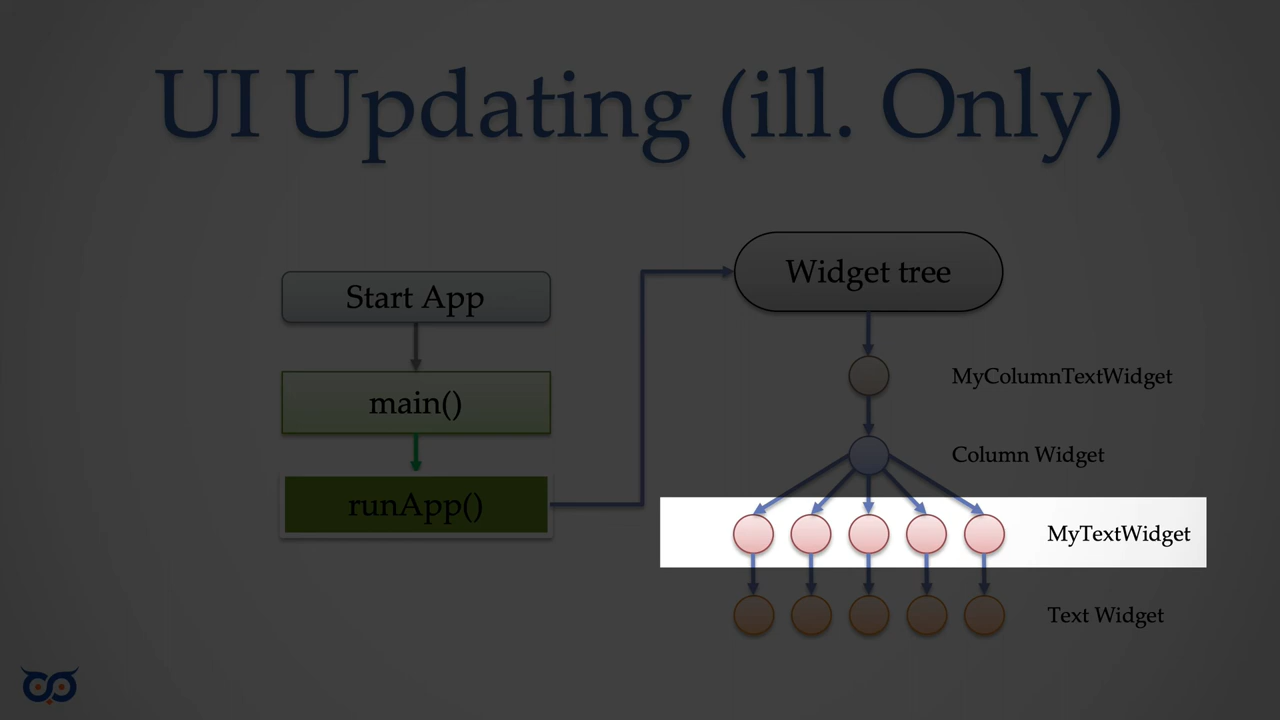 UI Updating (ill. Only)
Start App
main()
runApp()
Widget tree
MyColumnTextWidget
Column Widget
MyTextWidget
Text Widget